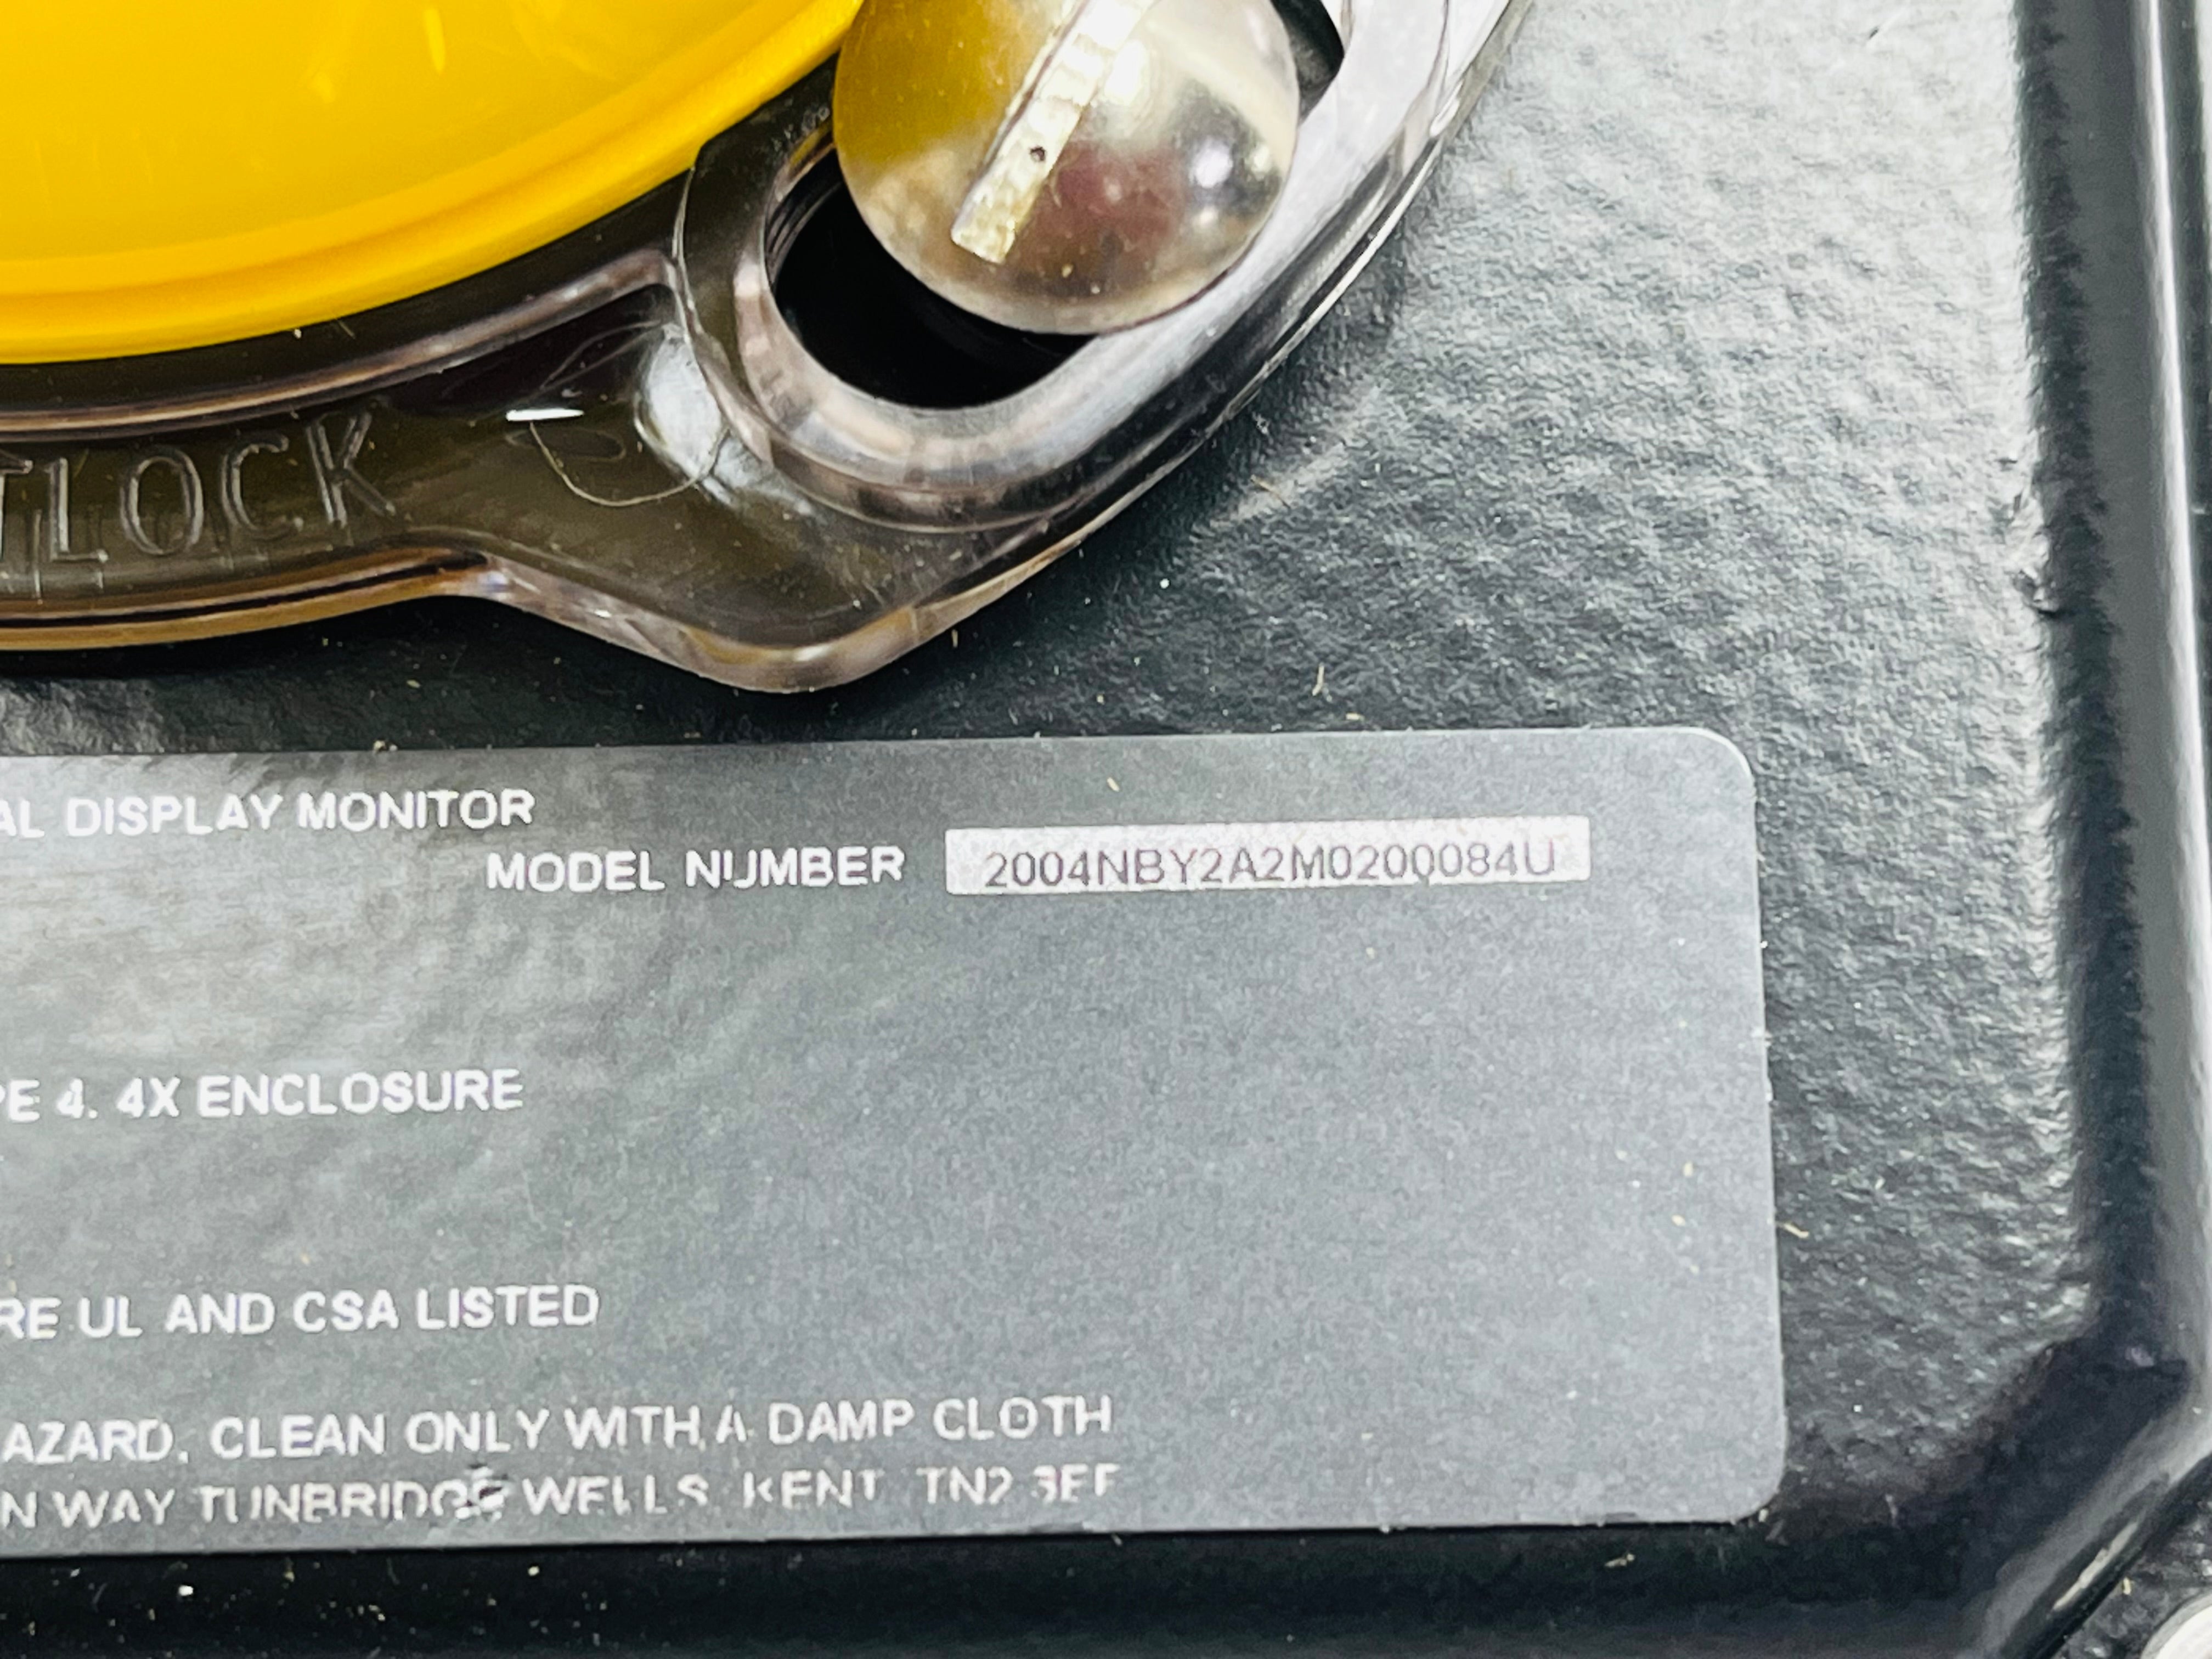 TLOCK
AL DISPLAY MONITOR
MODEL NUMBER 2004NBY2A2M0200084U
PE 4. 4X ENCLOSURE
RE UL AND CSA LISTED
AZARD. CLEAN ONLY WITH A DAMP CLOTH
N WAY TUNBRIDGE WELLS. KENT TN2 3EF